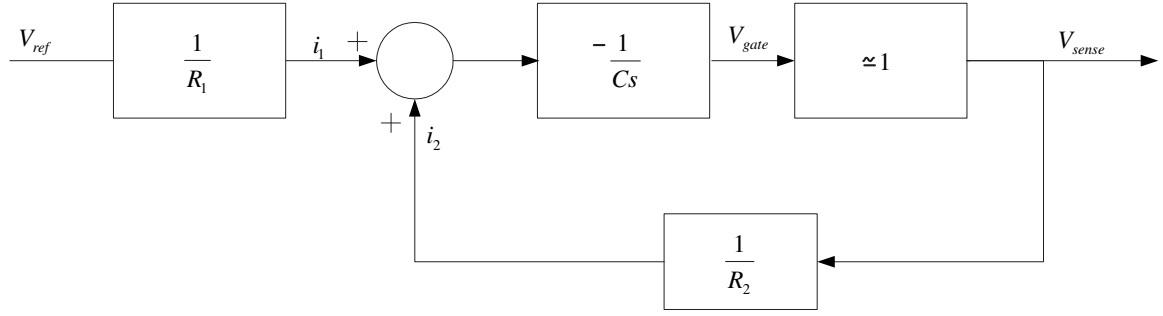 V_ref
1/R_1
i_1
+
+
i_2
- 1/Cs
V_gate
≃1
V_sense
1/R_2